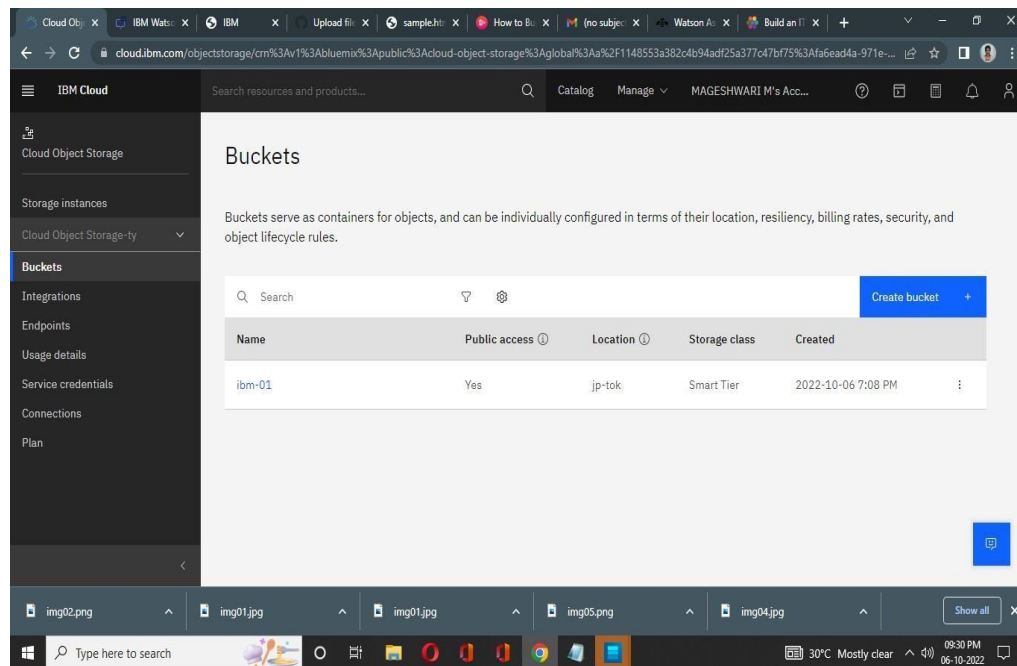 Cloud Obj
IBM Wats
IBM
Upload file
sample.ht
How to Bu
(no subjec
Watson As
Build an IT
cloud.ibm.com/objectstorage/crn%3Av1%3Abluemix%3Apublic%3Acloud-object-storage%3Aglobal%3Aa%2F1148553a382c4b94adf25a377c47bf75%3Afa6ead4a-971e-...
IBM Cloud
Search resources and products...
Catalog
Manage
MAGESHWARI M's Acc...
Cloud Object Storage
Storage instances
Cloud Object Storage-ty
Buckets
Integrations
Endpoints
Usage details
Service credentials
Connections
Plan
Buckets
Buckets serve as containers for objects, and can be individually configured in terms of their location, resiliency, billing rates, security, and
object lifecycle rules.
Search
Create bucket +
Name Public access Location Storage class Created
ibm-01 Yes jp-tok Smart Tier 2022-10-06 7:08 PM
img02.png
img01.jpg
img01.jpg
img05.png
img04.jpg
Show all
Type here to search
30°C Mostly clear
09:30 PM
06-10-2022